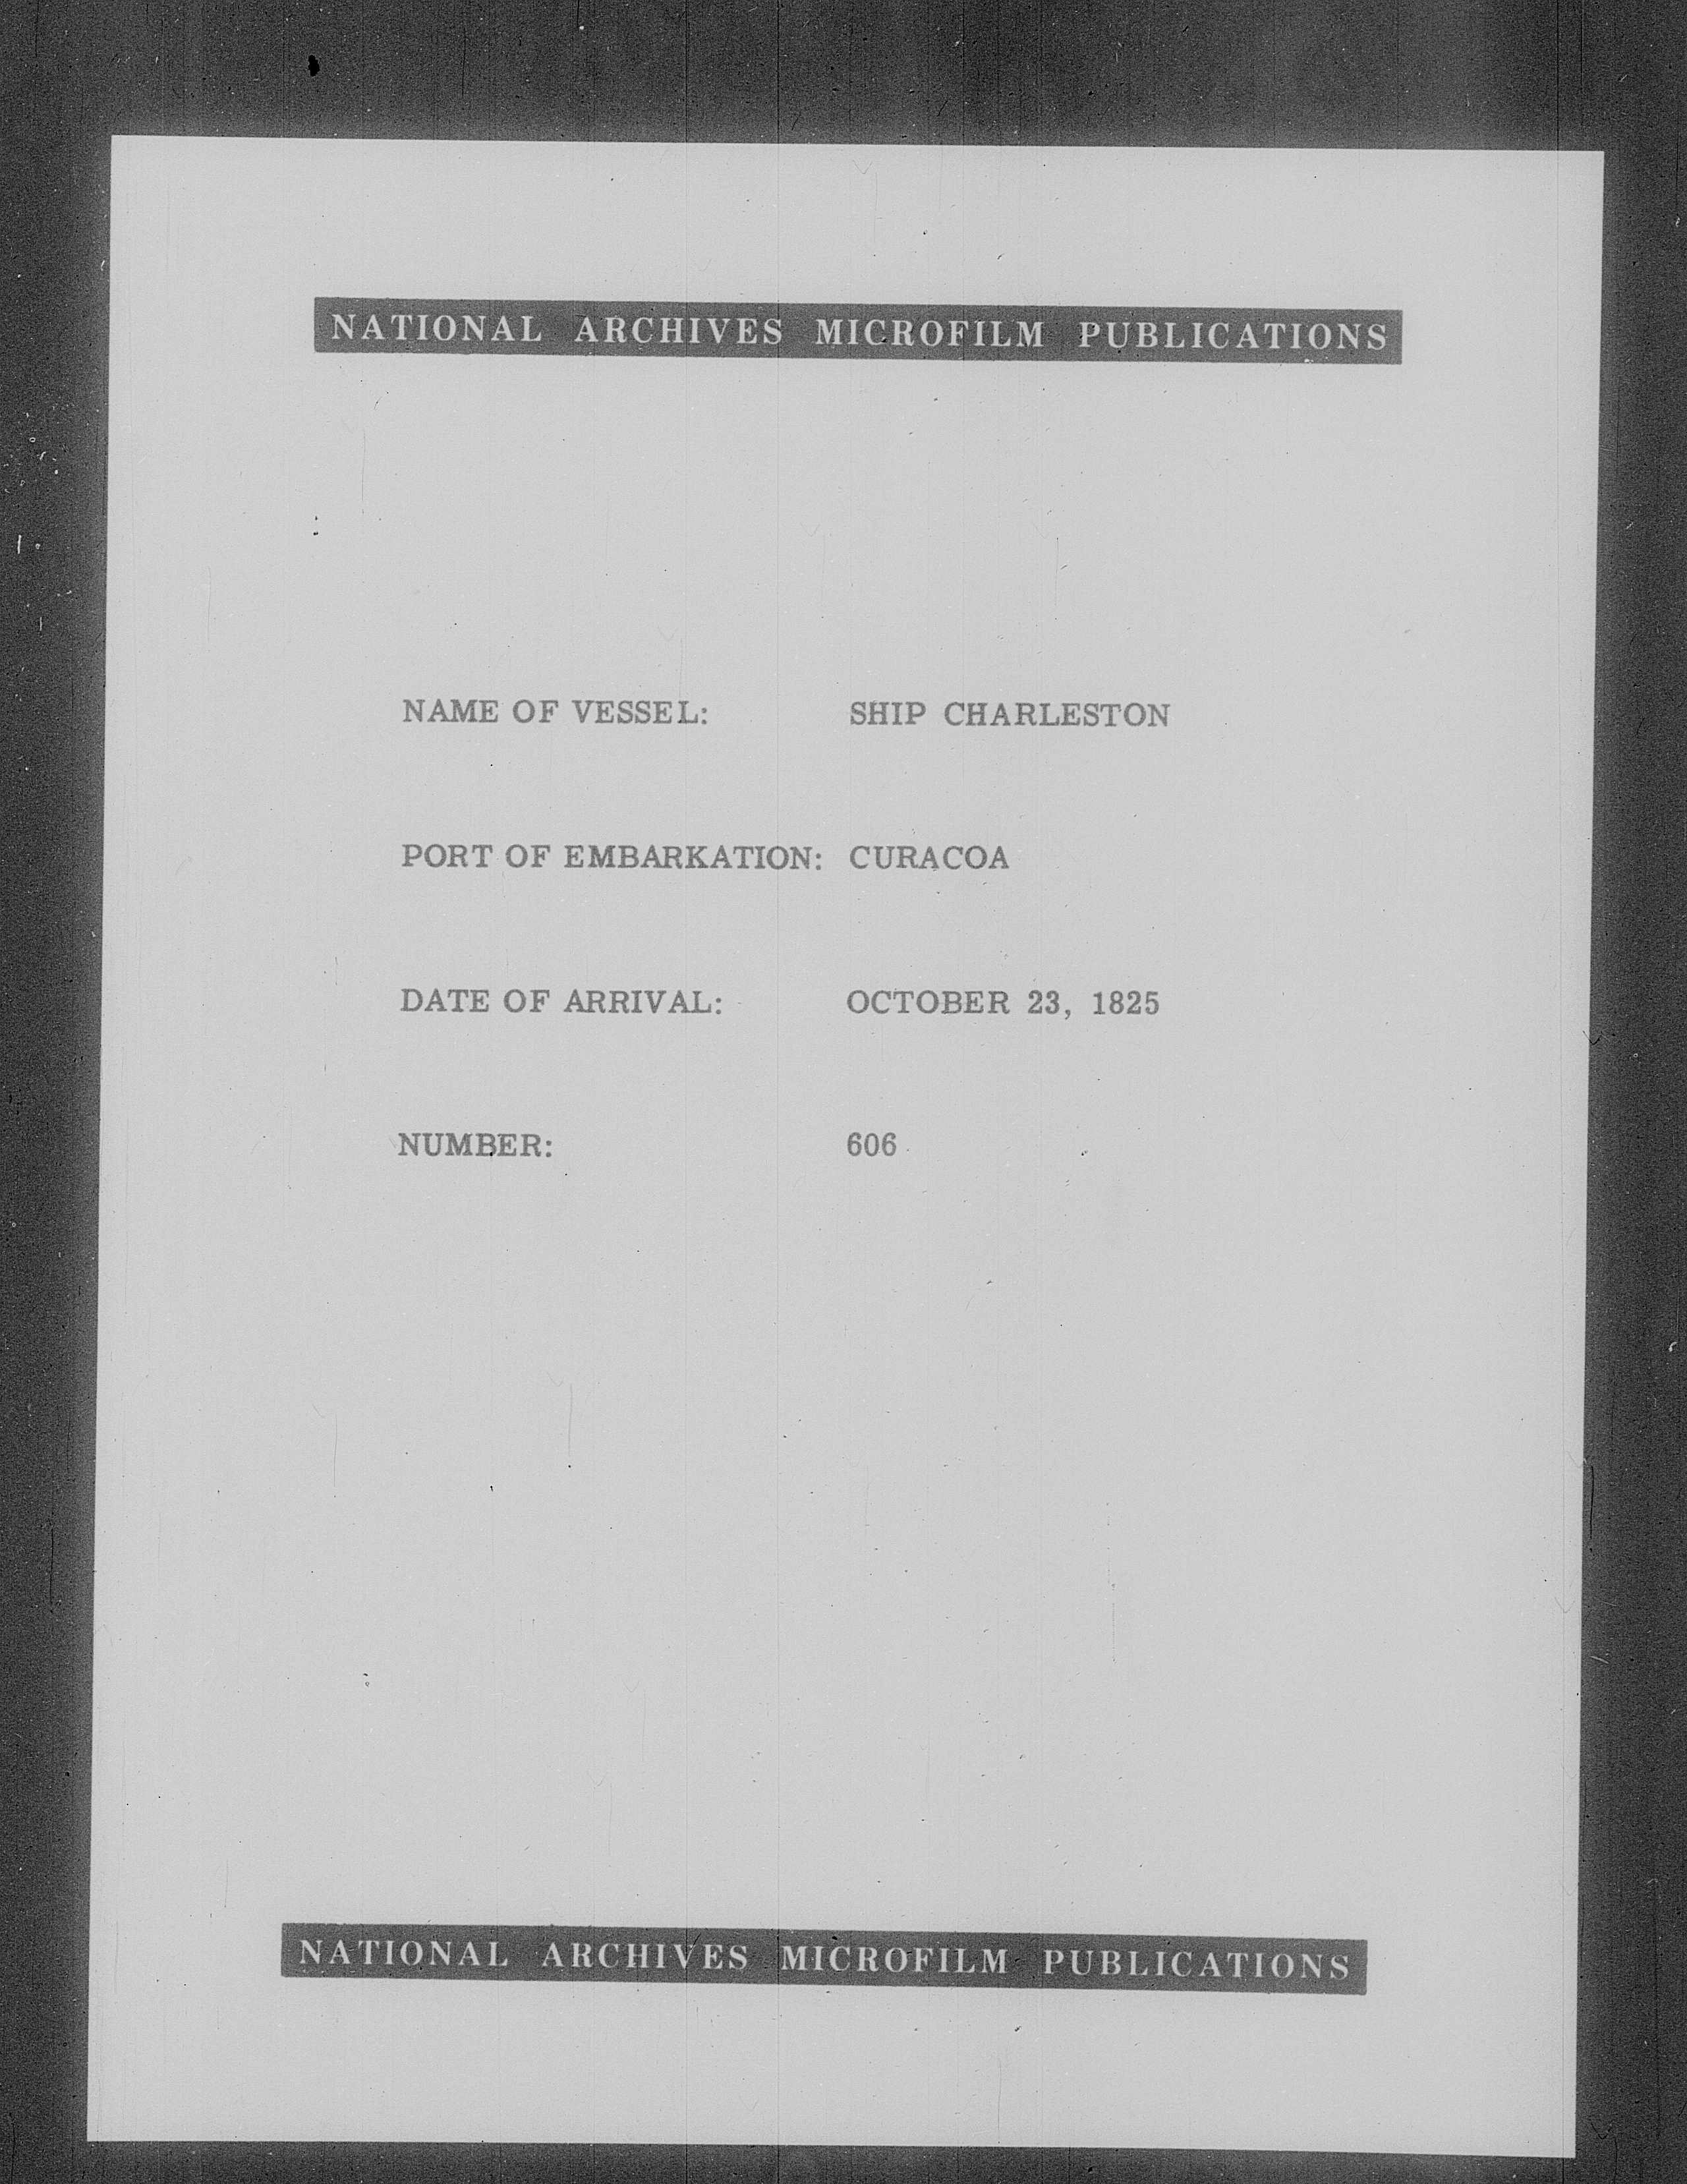 NATIONAL ARCHIVES MICROFILM PUBLICATIONS
NAME OF VESSEL: SHIP CHARLESTON
PORT OF EMBARKATION: CURACOA
DATE OF ARRIVAL: OCTOBER 23, 1825
NUMBER: 606
NATIONAL ARCHIVES MICROFILM PUBLICATIONS